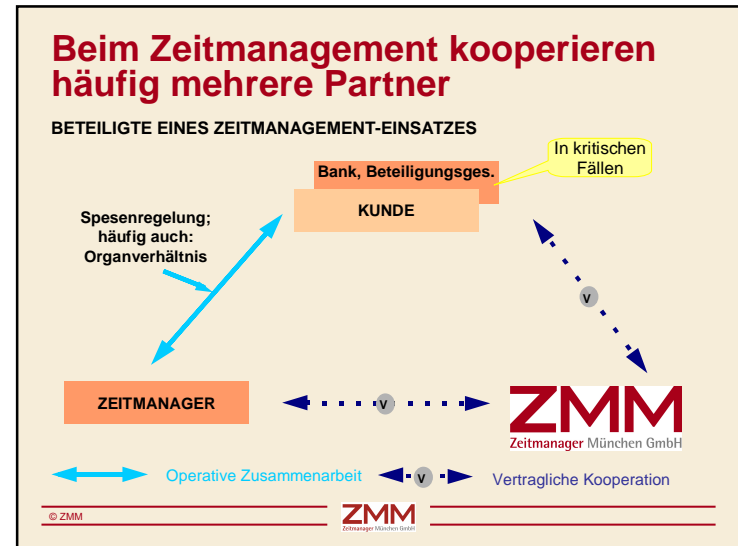 Beim Zeitmanagement kooperieren
häufig mehrere Partner
BETEILIGTE EINES ZEITMANAGEMENT-EINSATZES
In kritischen
Fällen
Bank, Beteiligungsges.
KUNDE
Spesenregelung;
häufig auch:
Organverhältnis
v
ZEITMANAGER
v
ZMM
Zeitmanager München GmbH
Operative Zusammenarbeit
v
Vertragliche Kooperation
© ZMM
ZMM
Zeitmanager München GmbH